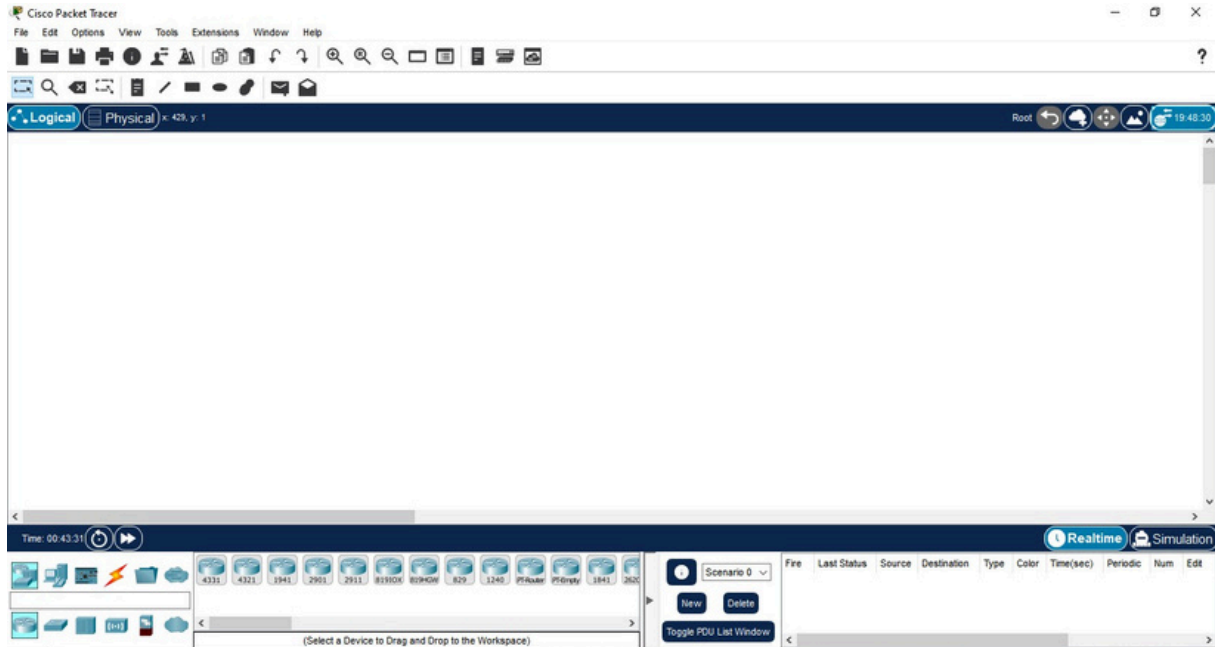 Cisco Packet Tracer
File Edit Options View Tools Extensions Window Help
?
Logical Physical x: 429, y: 1 Root 19:48:30
Time: 00:43:31 Realtime Simulation
4331 4321 1941 2901 2911 819IOX 819HGW 829 1240 PT-Router PT-Empty 1841
Scenario 0
Fire Last Status Source Destination Type Color Time(sec) Periodic Num Edit
New Delete
Toggle PDU List Window
(Select a Device to Drag and Drop to the Workspace)